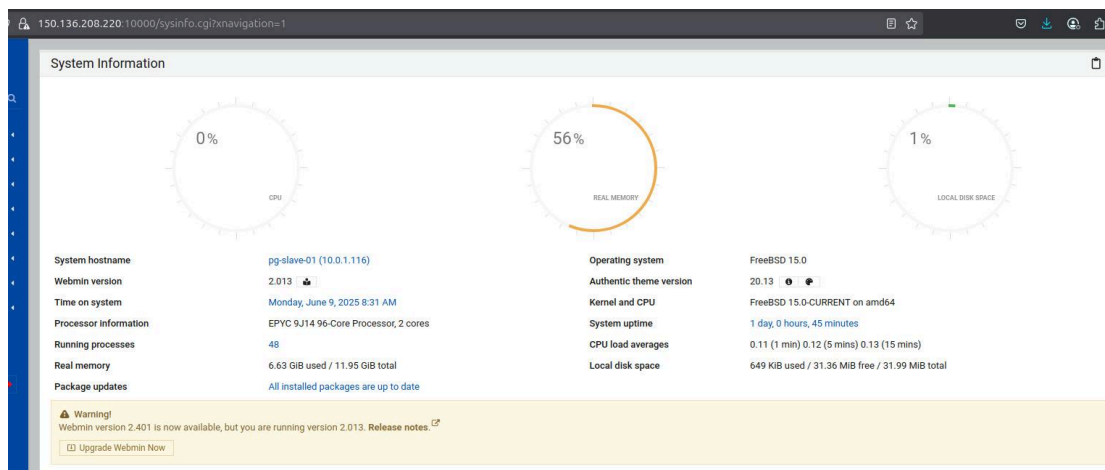 150.136.208.220:10000/sysinfo.cgi?xnavigation=1
System Information
0%
CPU
56%
REAL MEMORY
1%
LOCAL DISK SPACE
System hostname pg-slave-01 (10.0.1.116) Operating system FreeBSD 15.0
Webmin version 2.013 Authentic theme version 20.13
Time on system Monday, June 9, 2025 8:31 AM Kernel and CPU FreeBSD 15.0-CURRENT on amd64
Processor information EPYC 9J14 96-Core Processor, 2 cores System uptime 1 day, 0 hours, 45 minutes
Running processes 48 CPU load averages 0.11 (1 min) 0.12 (5 mins) 0.13 (15 mins)
Real memory 6.63 GiB used / 11.95 GiB total Local disk space 649 KiB used / 31.36 MiB free / 31.99 MiB total
Package updates All installed packages are up to date
Warning!
Webmin version 2.401 is now available, but you are running version 2.013. Release notes.
Upgrade Webmin Now